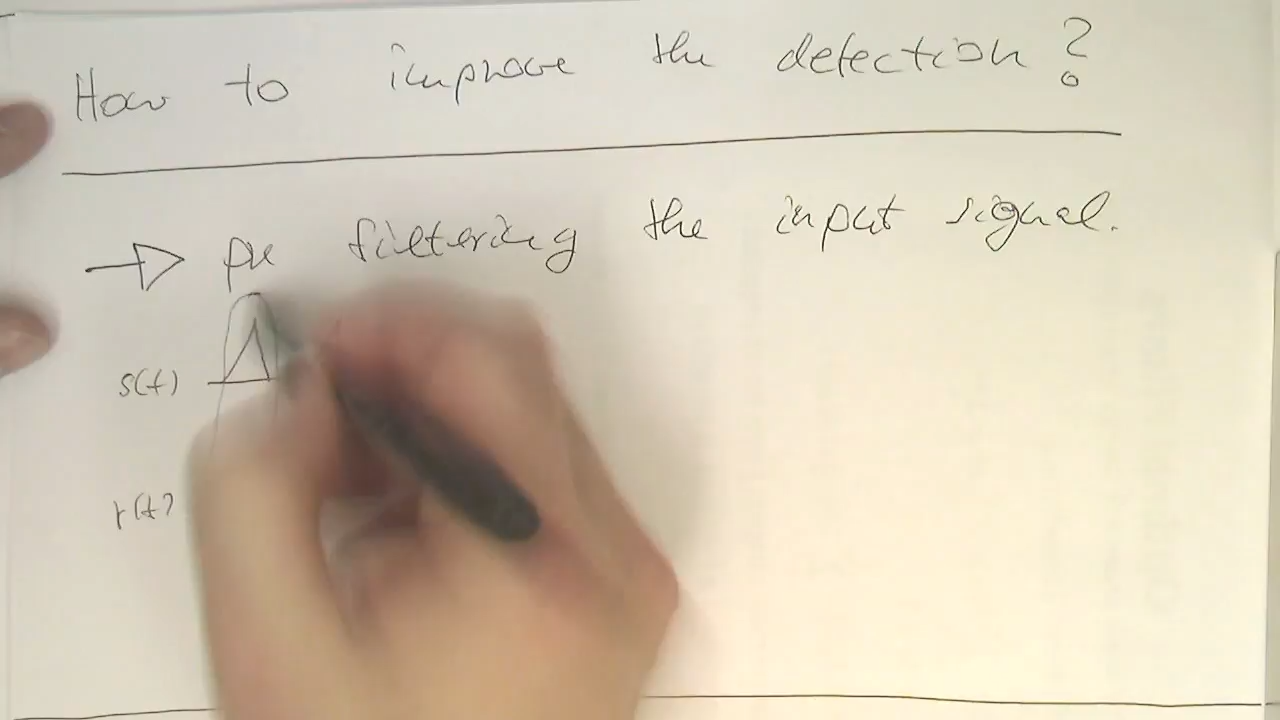 How to improve the detection?
pre filtering the input signal.
s(t)
r(t)